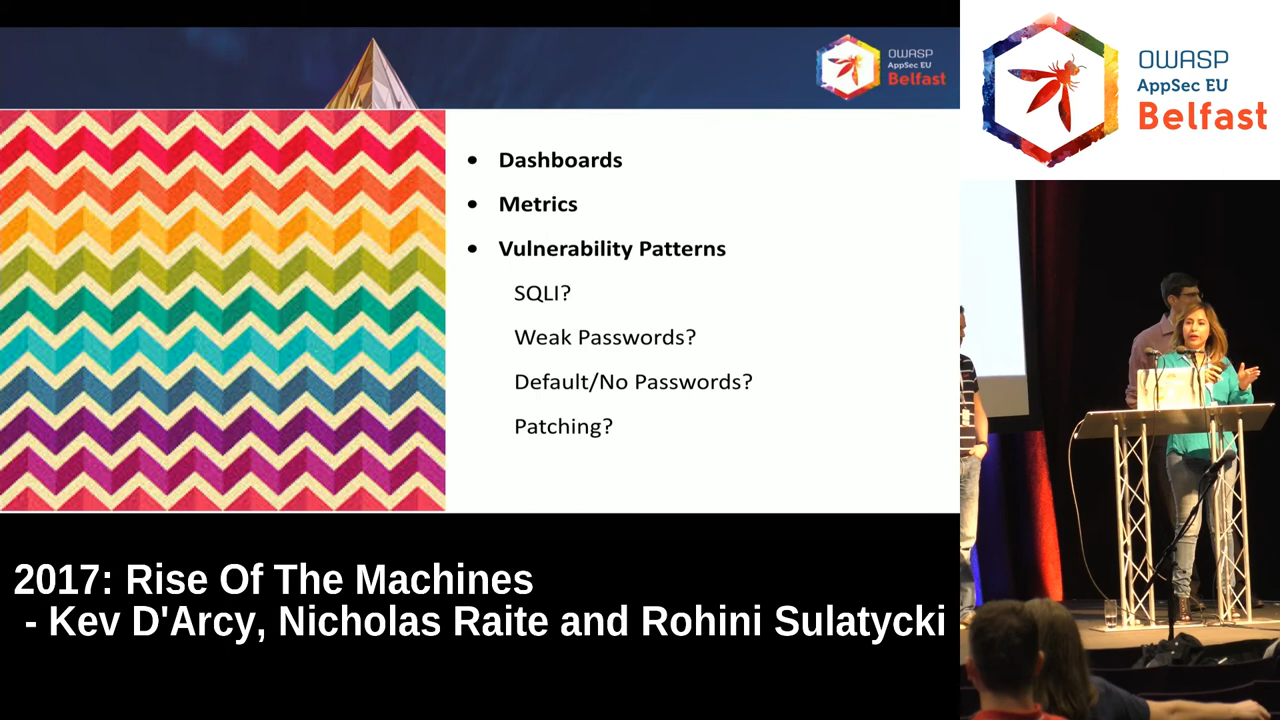 OWASP
AppSec EU
Belfast
OWASP
AppSec EU
Belfast
• Dashboards
• Metrics
• Vulnerability Patterns
SQLI?
Weak Passwords?
Default/No Passwords?
Patching?
2017: Rise Of The Machines
- Kev D'Arcy, Nicholas Raite and Rohini Sulatycki